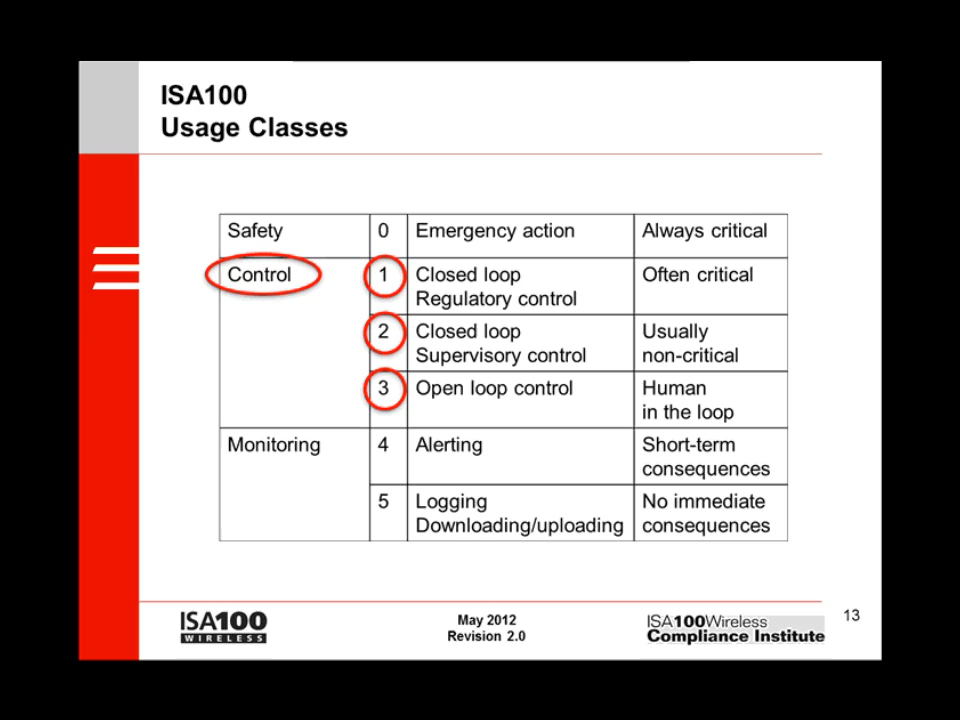 ISA100
Usage Classes
Safety 0 Emergency action Always critical
Control 1 Closed loop Often critical
Regulatory control
2 Closed loop Usually
Supervisory control non-critical
3 Open loop control Human
in the loop
Monitoring 4 Alerting Short-term
consequences
5 Logging No immediate
Downloading/uploading consequences
ISA100
WIRELESS
May 2012
Revision 2.0
ISA100Wireless
Compliance Institute
13